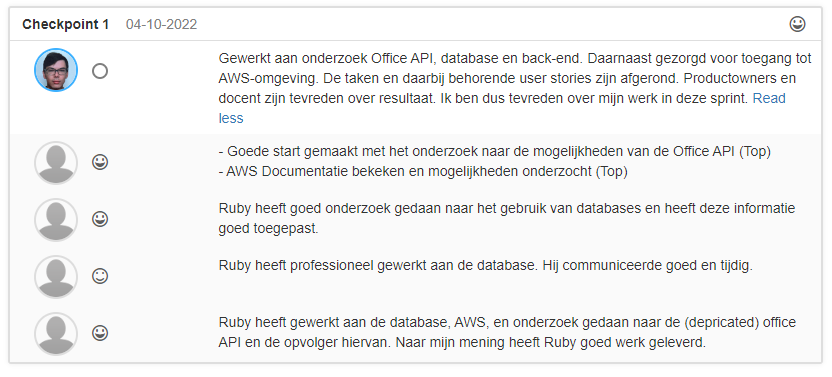 Checkpoint 1 04-10-2022
Gewerkt aan onderzoek Office API, database en back-end. Daarnaast gezorgd voor toegang tot
AWS-omgeving. De taken en daarbij behorende user stories zijn afgerond. Productowners en
docent zijn tevreden over resultaat. Ik ben dus tevreden over mijn werk in deze sprint. Read
less
- Goede start gemaakt met het onderzoek naar de mogelijkheden van de Office API (Top)
- AWS Documentatie bekeken en mogelijkheden onderzocht (Top)
Ruby heeft goed onderzoek gedaan naar het gebruik van databases en heeft deze informatie
goed toegepast.
Ruby heeft professioneel gewerkt aan de database. Hij communiceerde goed en tijdig.
Ruby heeft gewerkt aan de database, AWS, en onderzoek gedaan naar de (depricated) office
API en de opvolger hiervan. Naar mijn mening heeft Ruby goed werk geleverd.